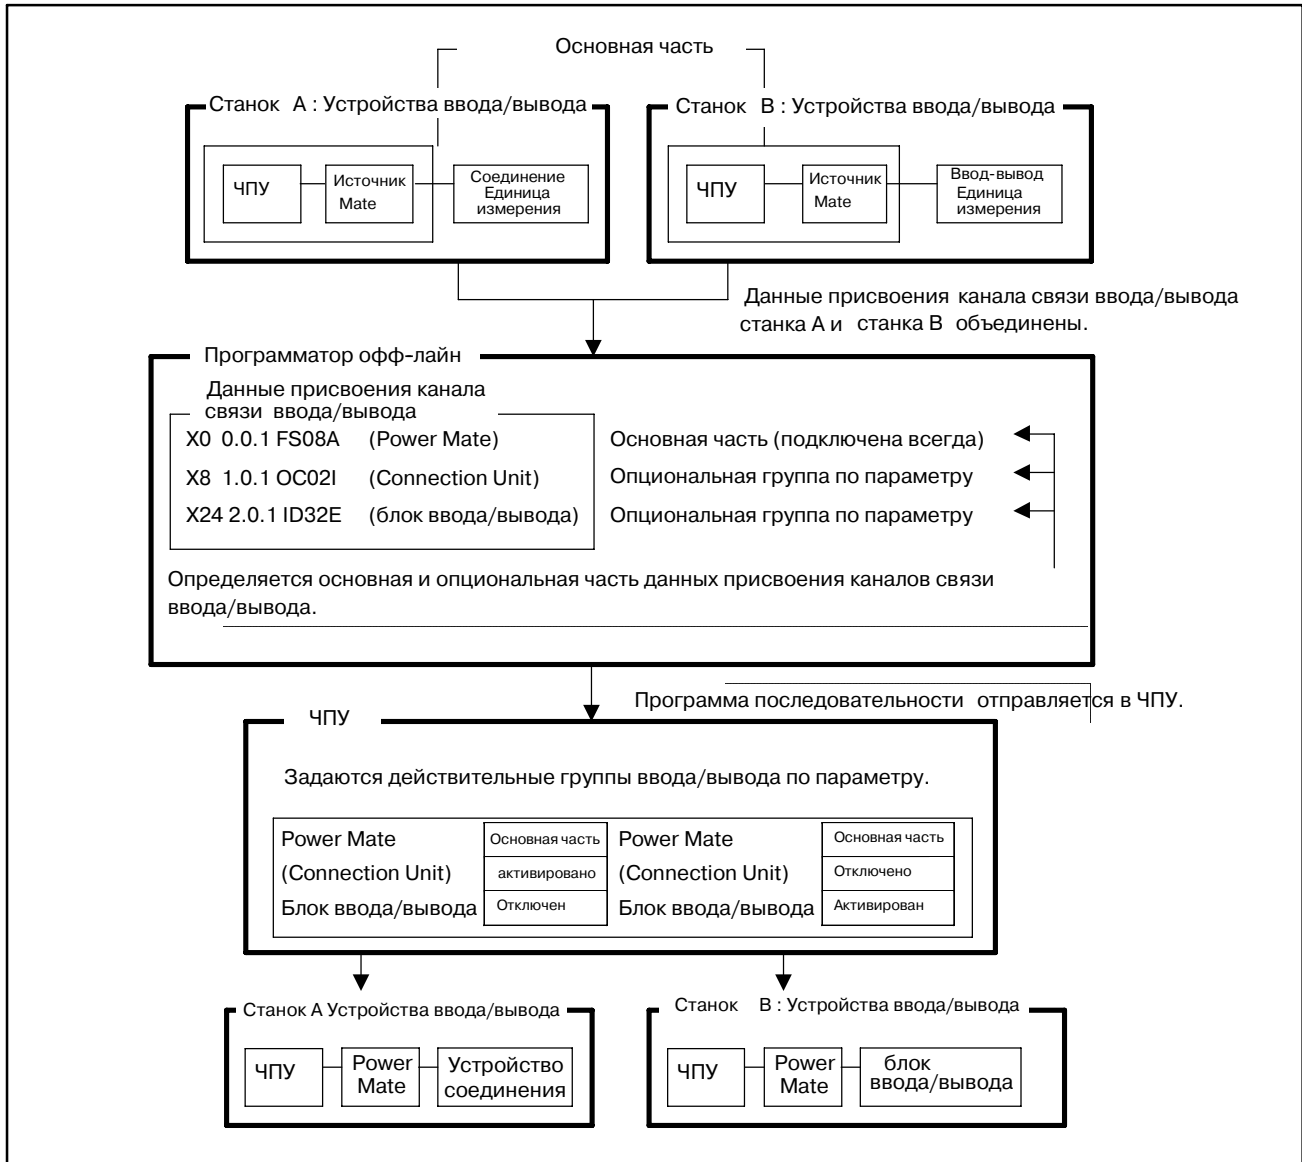 Основная часть
Станок А : Устройства ввода/вывода
Станок В : Устройства ввода/вывода
ЧПУ
Источник
Mate
Соединение
Единица
измерения
ЧПУ
Источник
Mate
Ввод-вывод
Единица
измерения
Данные присвоения канала связи ввода/вывода
станка А и станка В объединены.
Программатор офф-лайн
Данные присвоения канала
связи ввода/вывода
X0 0.0.1 FS08A (Power Mate) Основная часть (подключена всегда)
X8 1.0.1 OC02I (Connection Unit) Опциональная группа по параметру
X24 2.0.1 ID32E (блок ввода/вывода) Опциональная группа по параметру
Определяется основная и опциональная часть данных присвоения каналов связи
ввода/вывода.
Программа последовательности отправляется в ЧПУ.
ЧПУ
Задаются действительные группы ввода/вывода по параметру.
Power Mate Основная часть Power Mate Основная часть
(Connection Unit) активировано (Connection Unit) Отключено
Блок ввода/вывода Отключен Блок ввода/вывода Активирован
Станок А Устройства ввода/вывода
Станок В : Устройства ввода/вывода
ЧПУ
Power
Mate
Устройство
соединения
ЧПУ
Power
Mate
блок
ввода/вывода